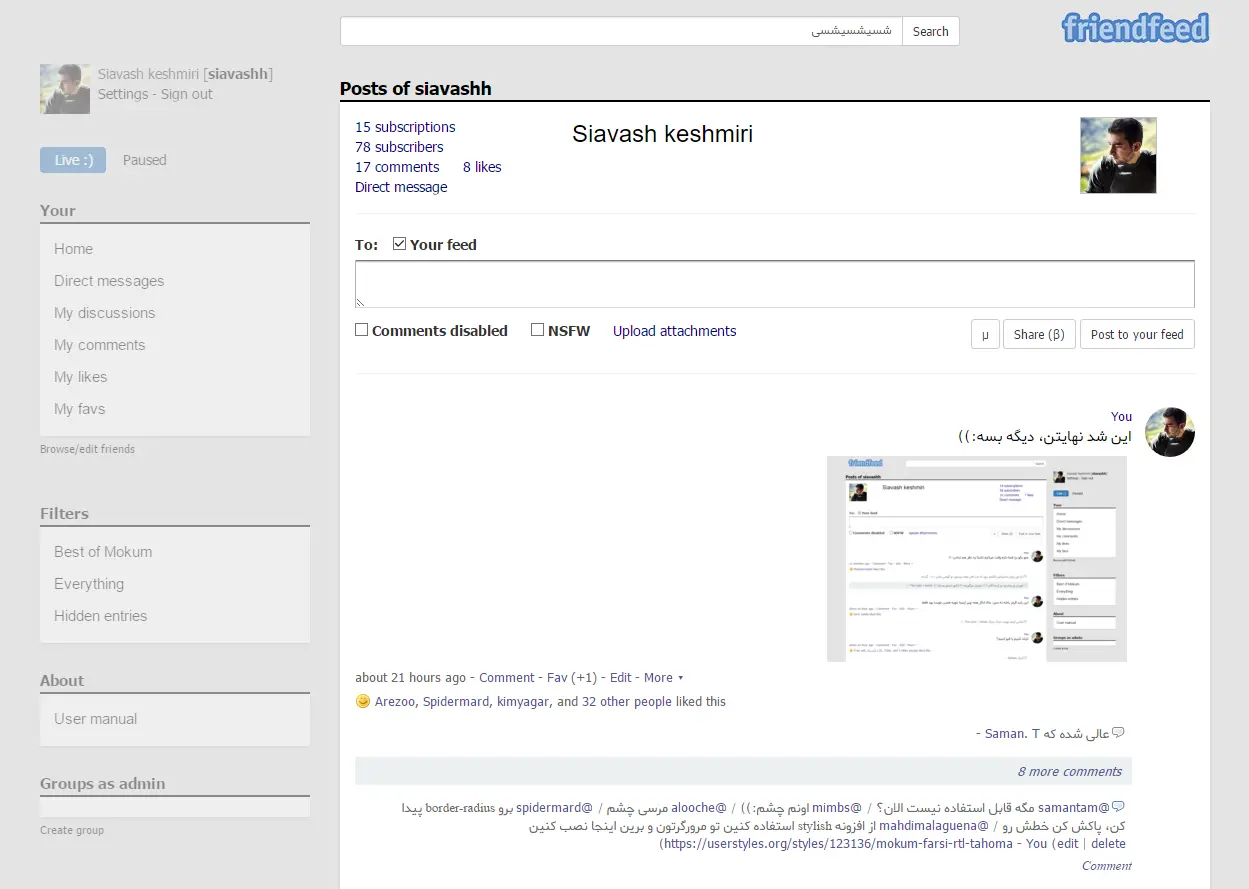 شسیشسیشسی
Search
friendfeed
Siavash keshmiri [siavashh]
Settings - Sign out
Live :) Paused
Your
Home
Direct messages
My discussions
My comments
My likes
My favs
Browse/edit friends
Filters
Best of Mokum
Everything
Hidden entries
About
User manual
Groups as admin
Create group
Posts of siavashh
15 subscriptions
78 subscribers
17 comments 8 likes
Direct message
Siavash keshmiri
To: Your feed
Comments disabled NSFW Upload attachments
µ Share (β) Post to your feed
You
این شد نهایتن، دیگه بسه:))
friendfeed
Posts of siavashh
Siavash keshmiri
about 21 hours ago - Comment - Fav (+1) - Edit - More
Arezoo, Spidermard, kimyagar, and 32 other people liked this
عالی شده که Saman. T -
8 more comments
@samantam مگه قابل استفاده نیست الان؟ / @mimbs اونم چشم:)) / @alooche مرسی چشم / @spidermard برو border-radius پیدا
کن، پاکش کن خطش رو / @mahdimalaguena از افزونه stylish استفاده کنین تو مرورگرتون و برین اینجا نصب کنین
(https://userstyles.org/styles/123136/mokum-farsi-rtl-tahoma - You (edit | delete
Comment